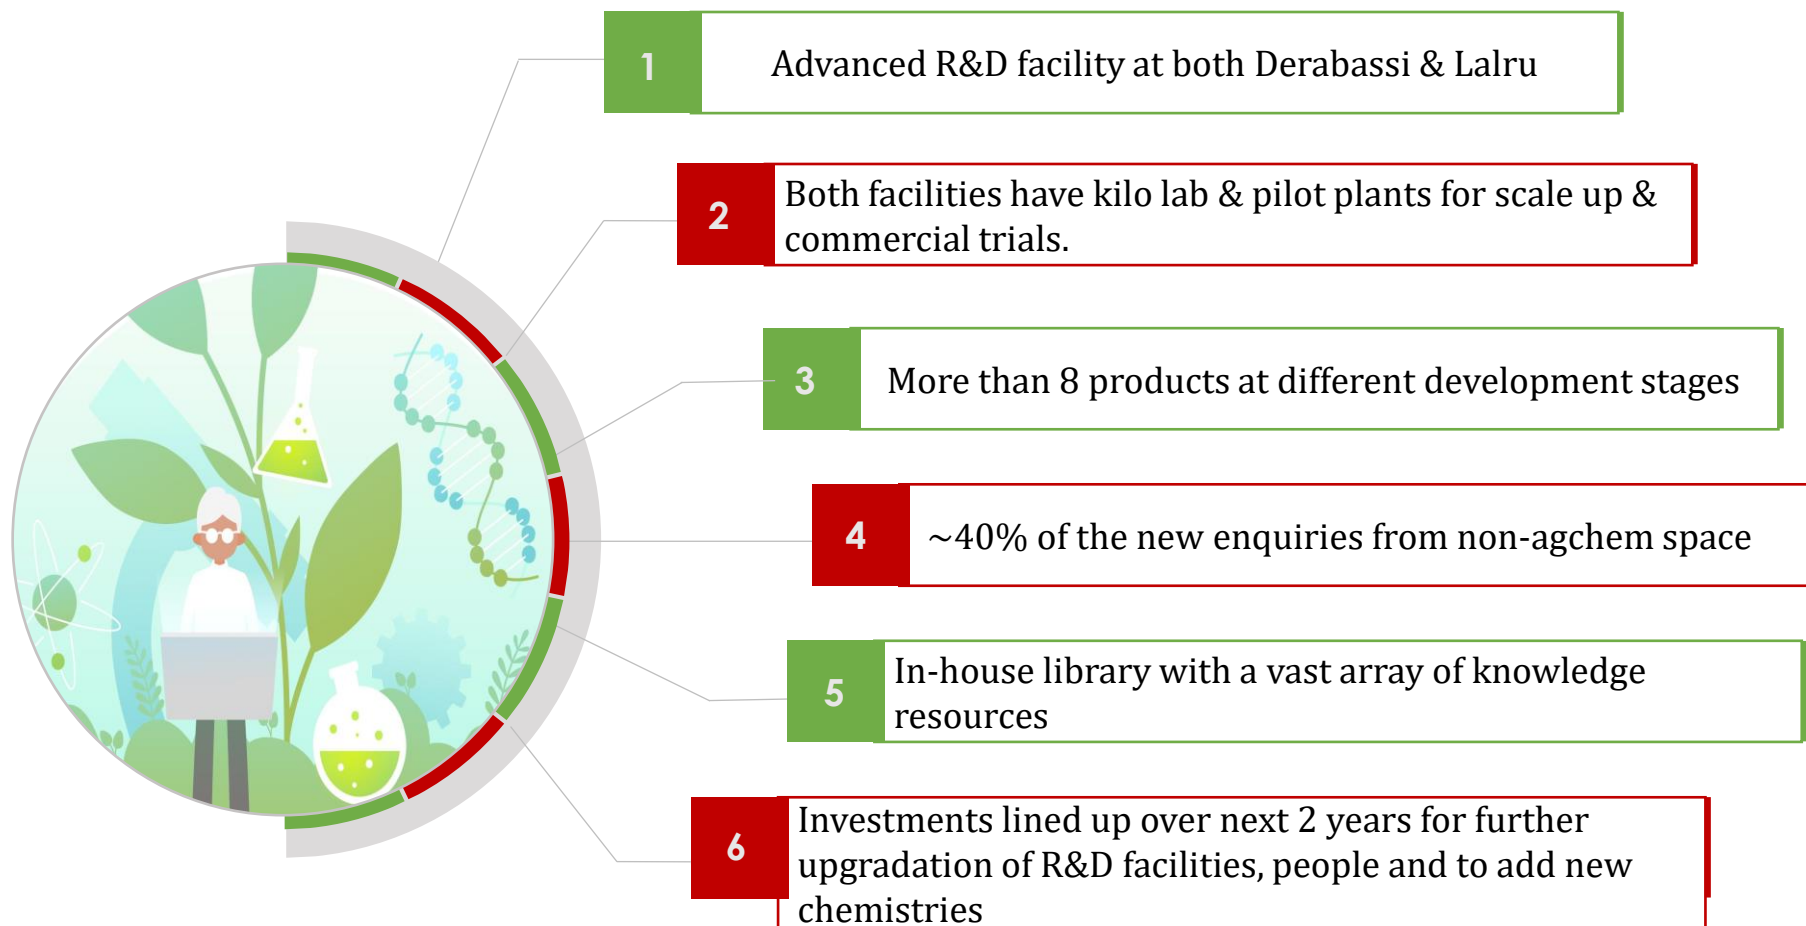 1
Advanced R&D facility at both Derabassi & Lalru
2
Both facilities have kilo lab & pilot plants for scale up &
commercial trials.
3
More than 8 products at different development stages
4
~40% of the new enquiries from non-agchem space
5
In-house library with a vast array of knowledge
resources
6
Investments lined up over next 2 years for further
upgradation of R&D facilities, people and to add new
chemistries